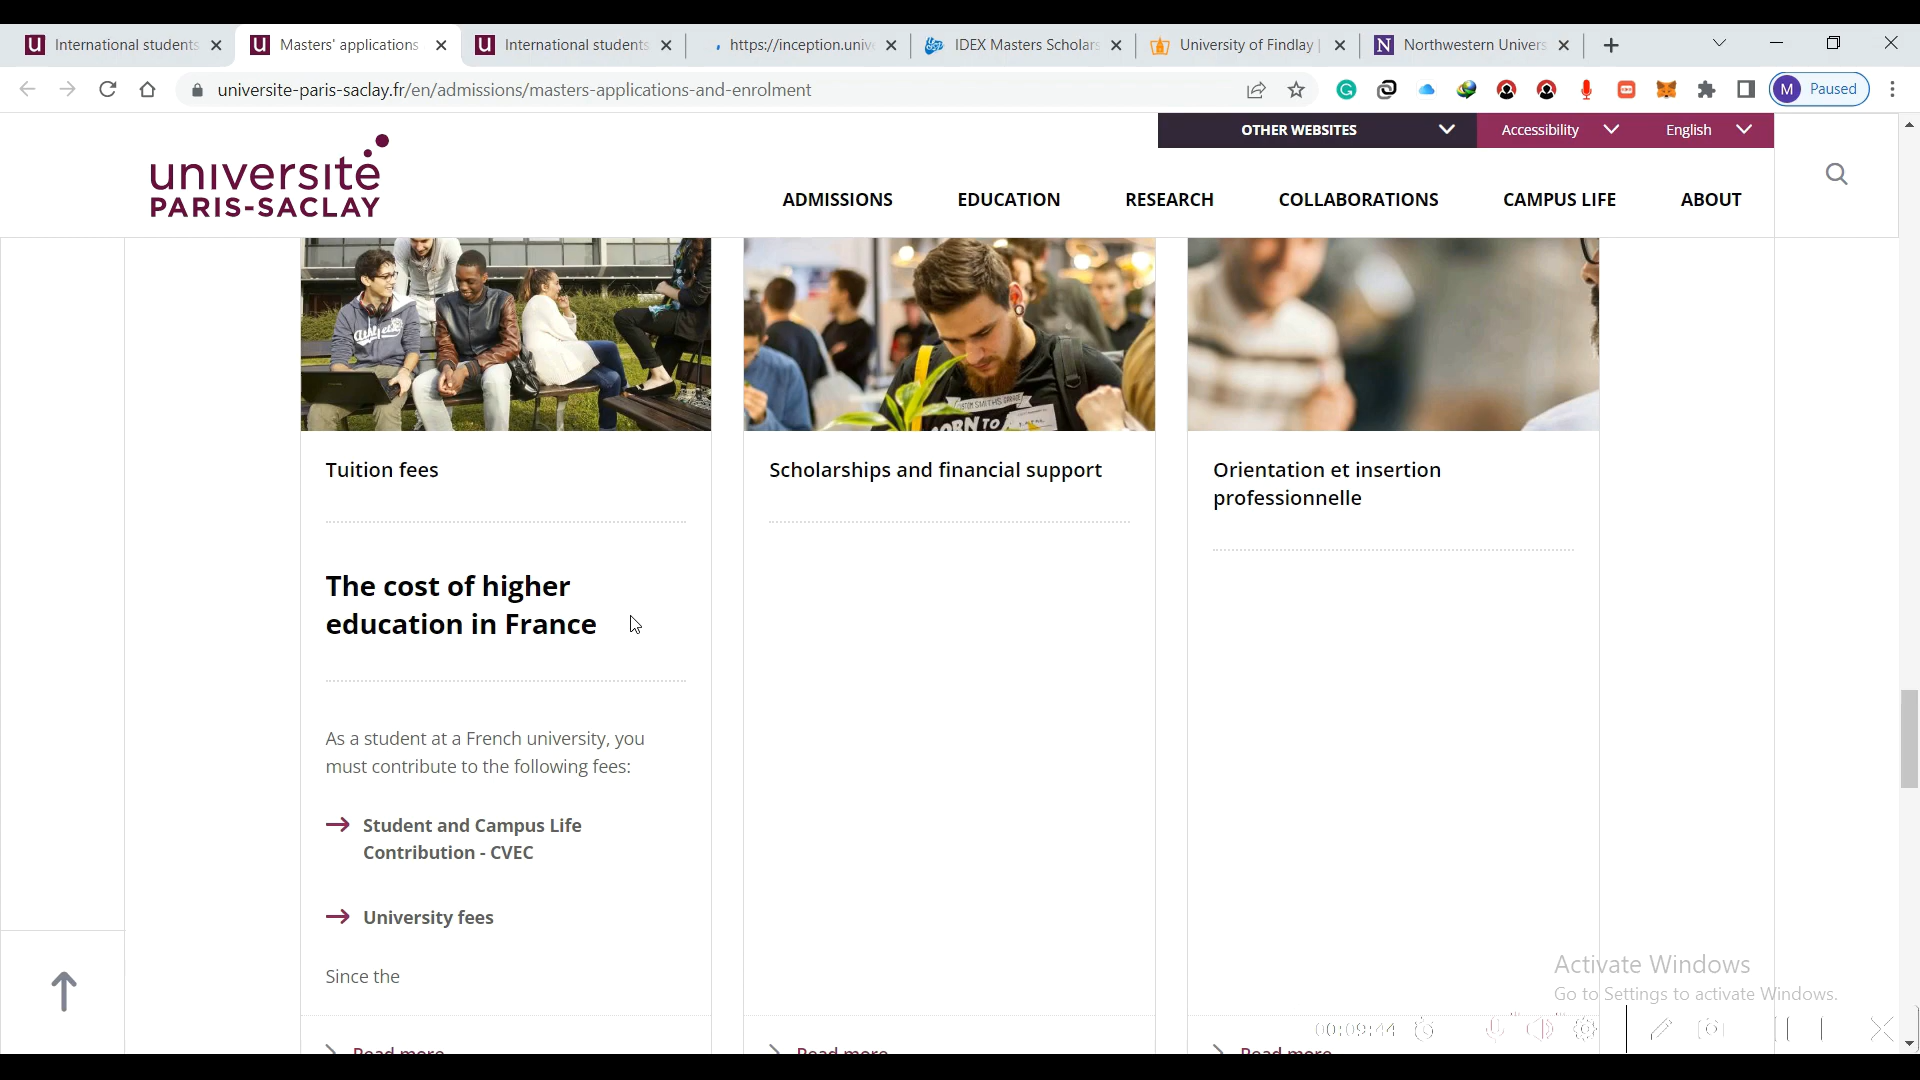 International students
Masters' applications
International students
https://inception.unive
IDEX Masters Scholars
University of Findlay |
Northwestern Univers
universite-paris-saclay.fr/en/admissions/masters-applications-and-enrolment
M Paused
OTHER WEBSITES
Accessibility
English
université
PARIS-SACLAY
ADMISSIONS
EDUCATION
RESEARCH
COLLABORATIONS
CAMPUS LIFE
ABOUT
Tuition fees
Scholarships and financial support
Orientation et insertion
professionnelle
The cost of higher
education in France
As a student at a French university, you
must contribute to the following fees:
Student and Campus Life
Contribution - CVEC
University fees
Since the
Read more
Read more
Read more
Activate Windows
Go to Settings to activate Windows.
00:09:44